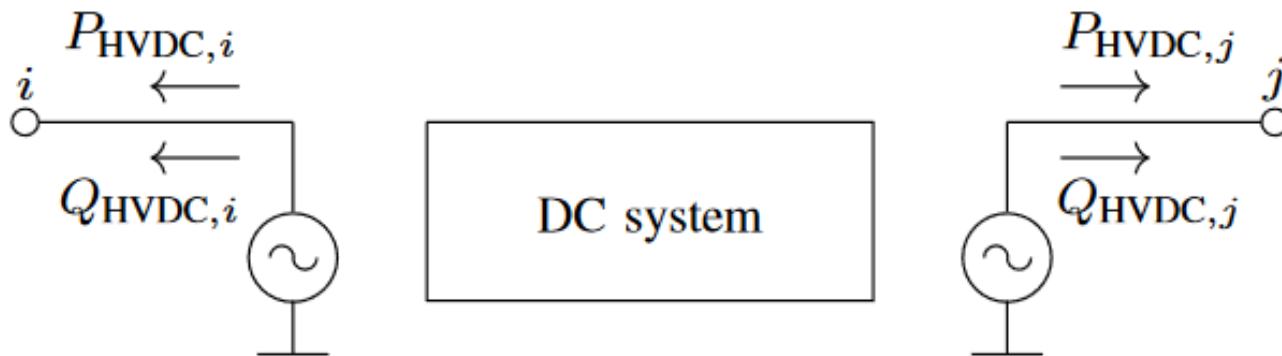 P_HVDC,i
i
Q_HVDC,i
DC system
P_HVDC,j
j
Q_HVDC,j